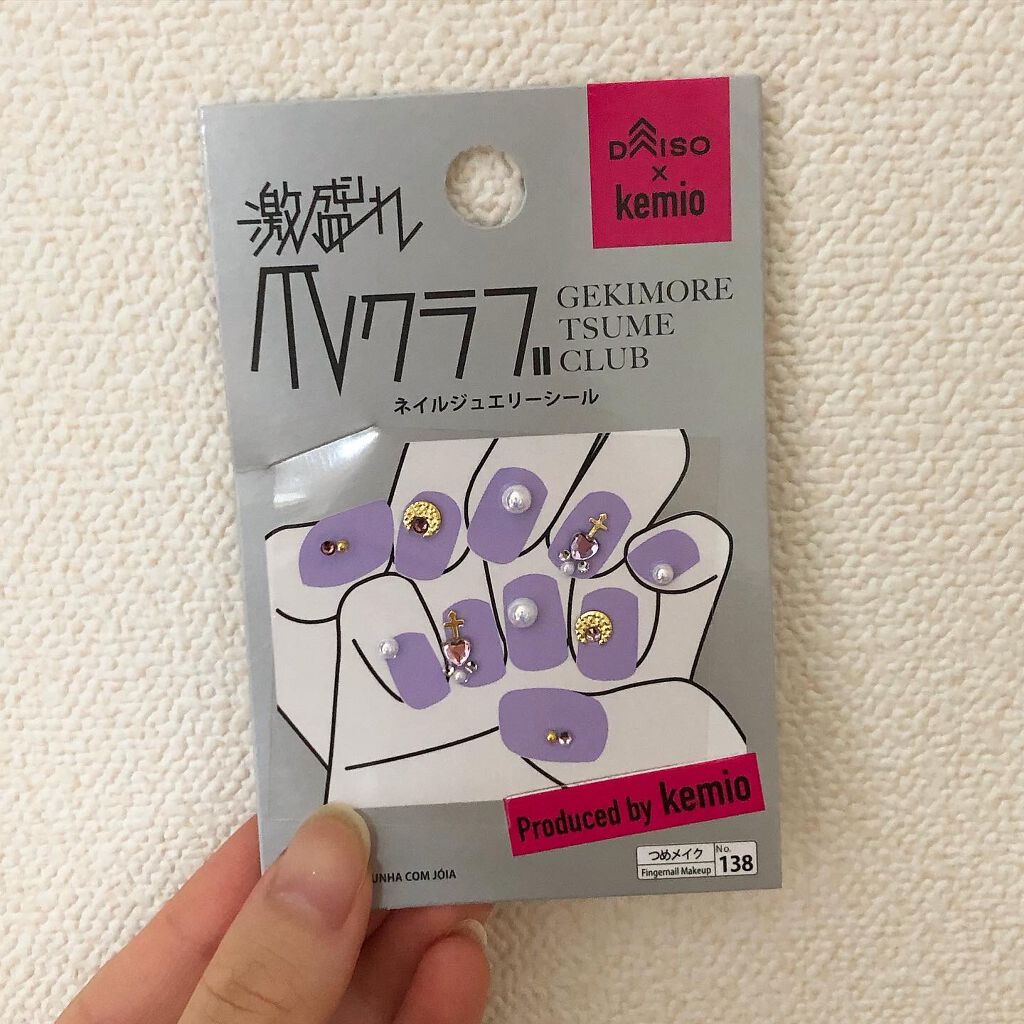 DAISO
×
kemio
激盛れ
爪クラブ
GEKIMORE
TSUME
CLUB
ネイルジュエリーシール
Produced by kemio
つめメイク
Fingernail Makeup
No.
138
UNHA COM JÓIA